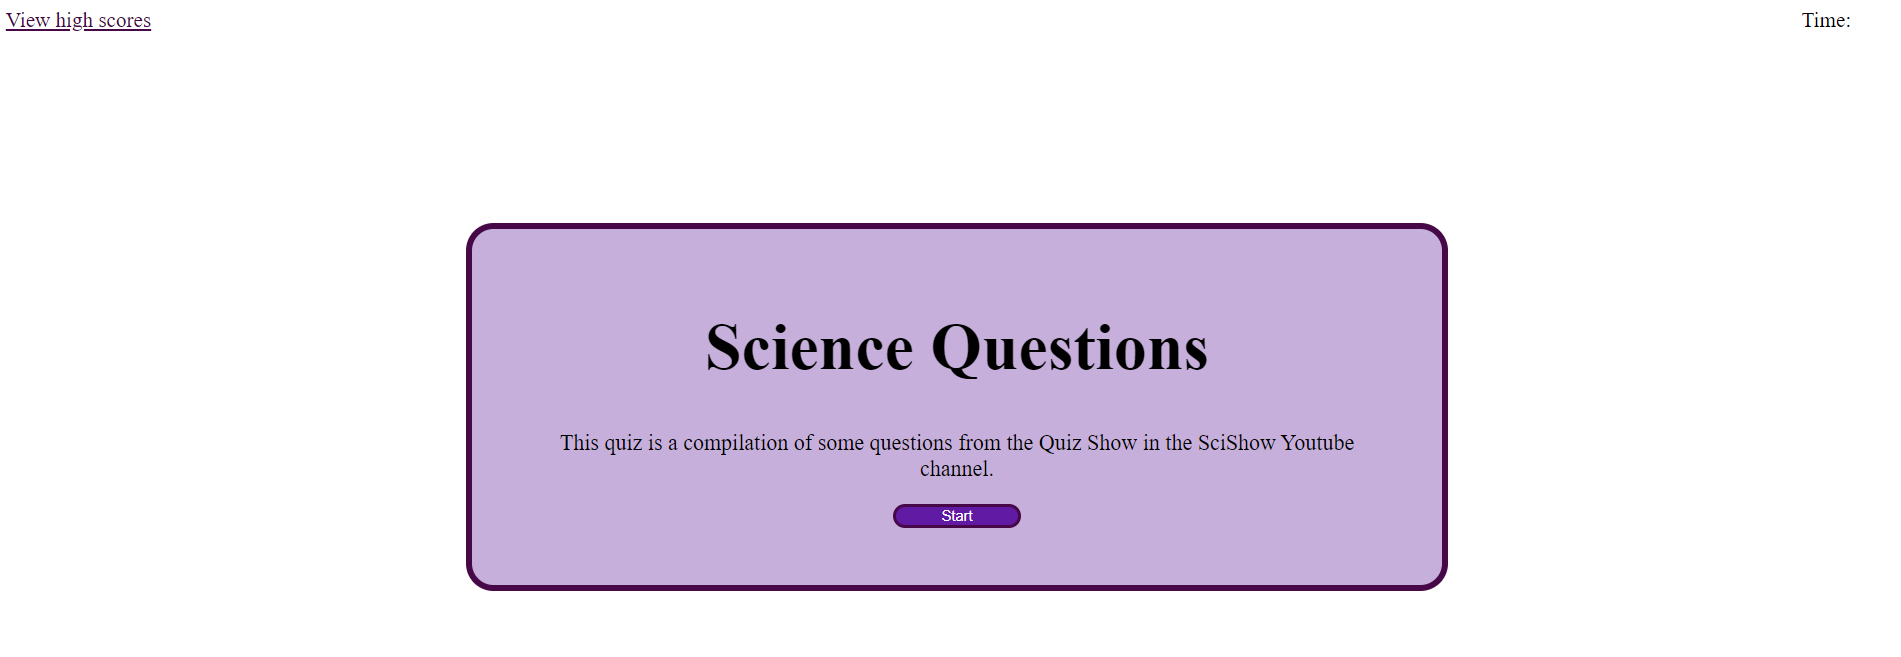 View high scores
Time:
Science Questions
This quiz is a compilation of some questions from the Quiz Show in the SciShow Youtube
channel.
Start